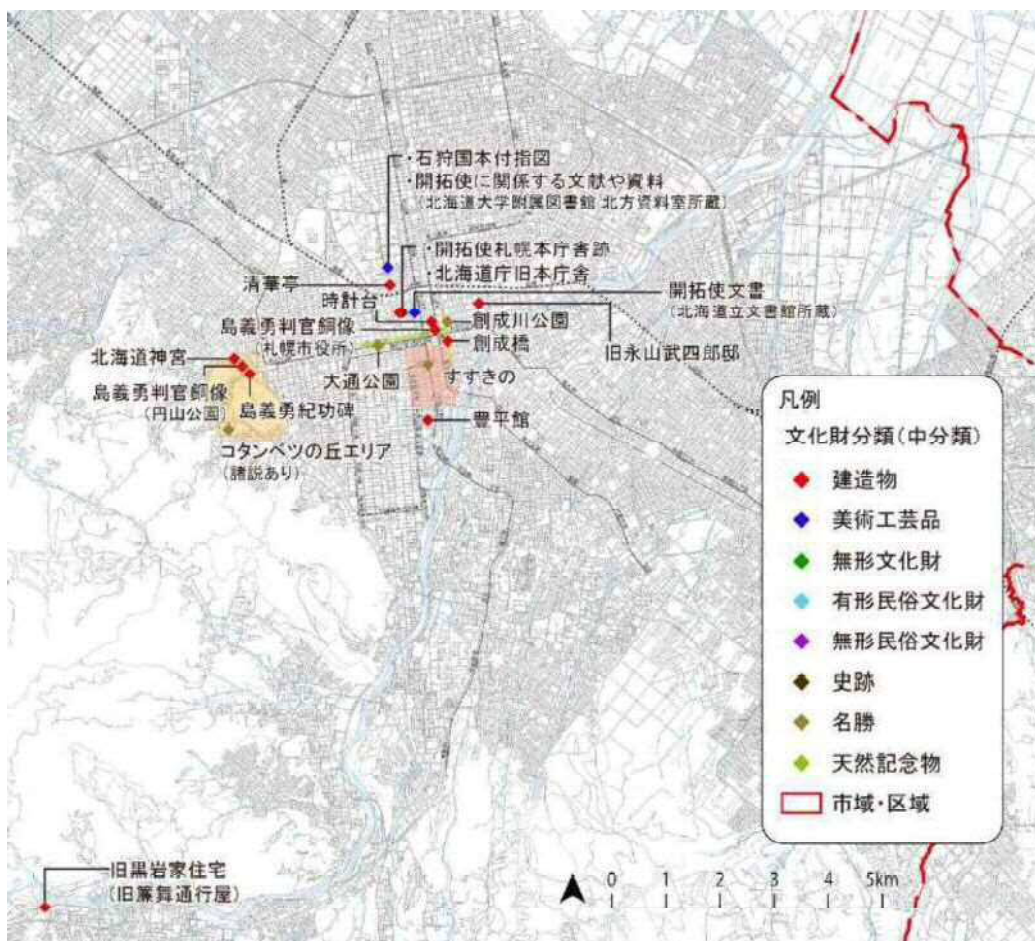 ・石狩国本付指図
・開拓使に関係する文献や資料
(北海道大学附属図書館 北方資料室所蔵)
・開拓使札幌本庁舎跡
・北海道庁旧本庁舎
清華亭
時計台
開拓使文書
(北海道立文書館所蔵)
島義勇判官銅像
(札幌市役所)
創成川公園
創成橋
旧永山武四郎邸
北海道神宮
大通公園
すすきの
島義勇判官銅像
(円山公園)
島義勇紀功碑
豊平館
コタンベツの丘エリア
(諸説あり)
凡例
文化財分類(中分類)
建造物
美術工芸品
無形文化財
有形民俗文化財
無形民俗文化財
史跡
名勝
天然記念物
市域・区域
旧黒岩家住宅
(旧簾舞通行屋)
0 1 2 3 4 5km